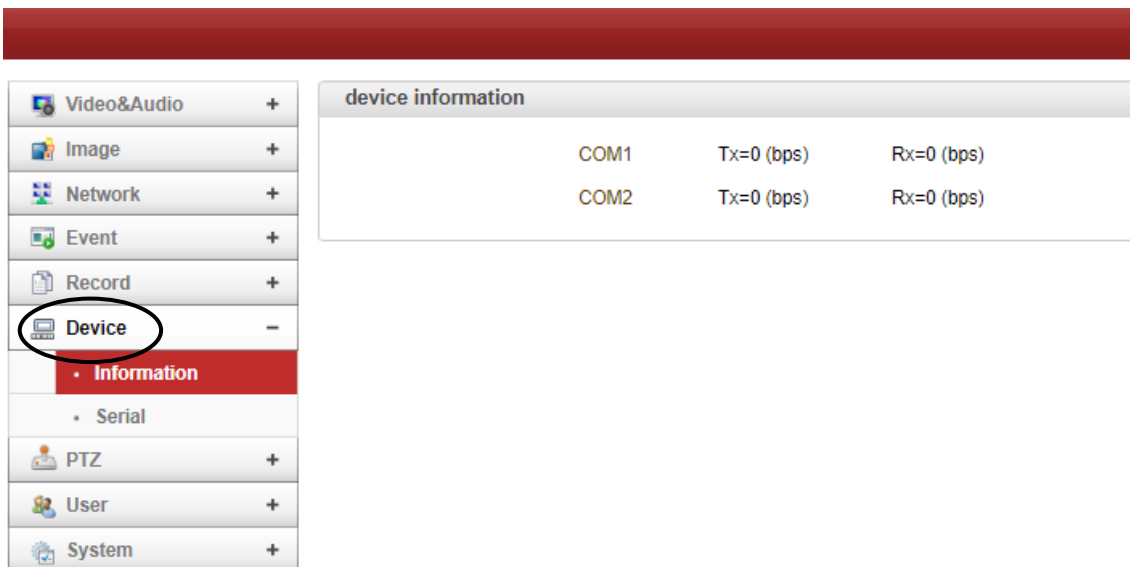 Video&Audio +
Image +
Network +
Event +
Record +
Device −
Information
Serial
PTZ +
User +
System +
device information
COM1 Tx=0 (bps) Rx=0 (bps)
COM2 Tx=0 (bps) Rx=0 (bps)